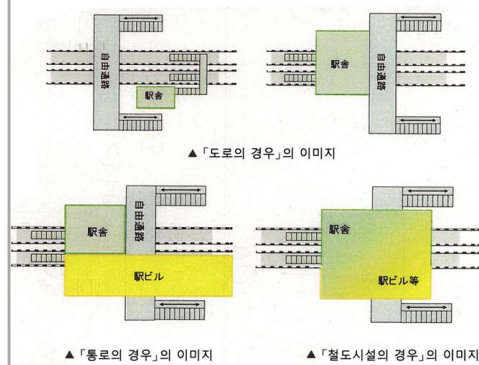 自由通路
駅舎
駅舎
自由通路
▲「도로의 경우」의 이미지
駅舎
自由通路
駅ビル
駅舎
駅ビル等
▲「통로의 경우」의 이미지
▲「철도시설의 경우」의 이미지